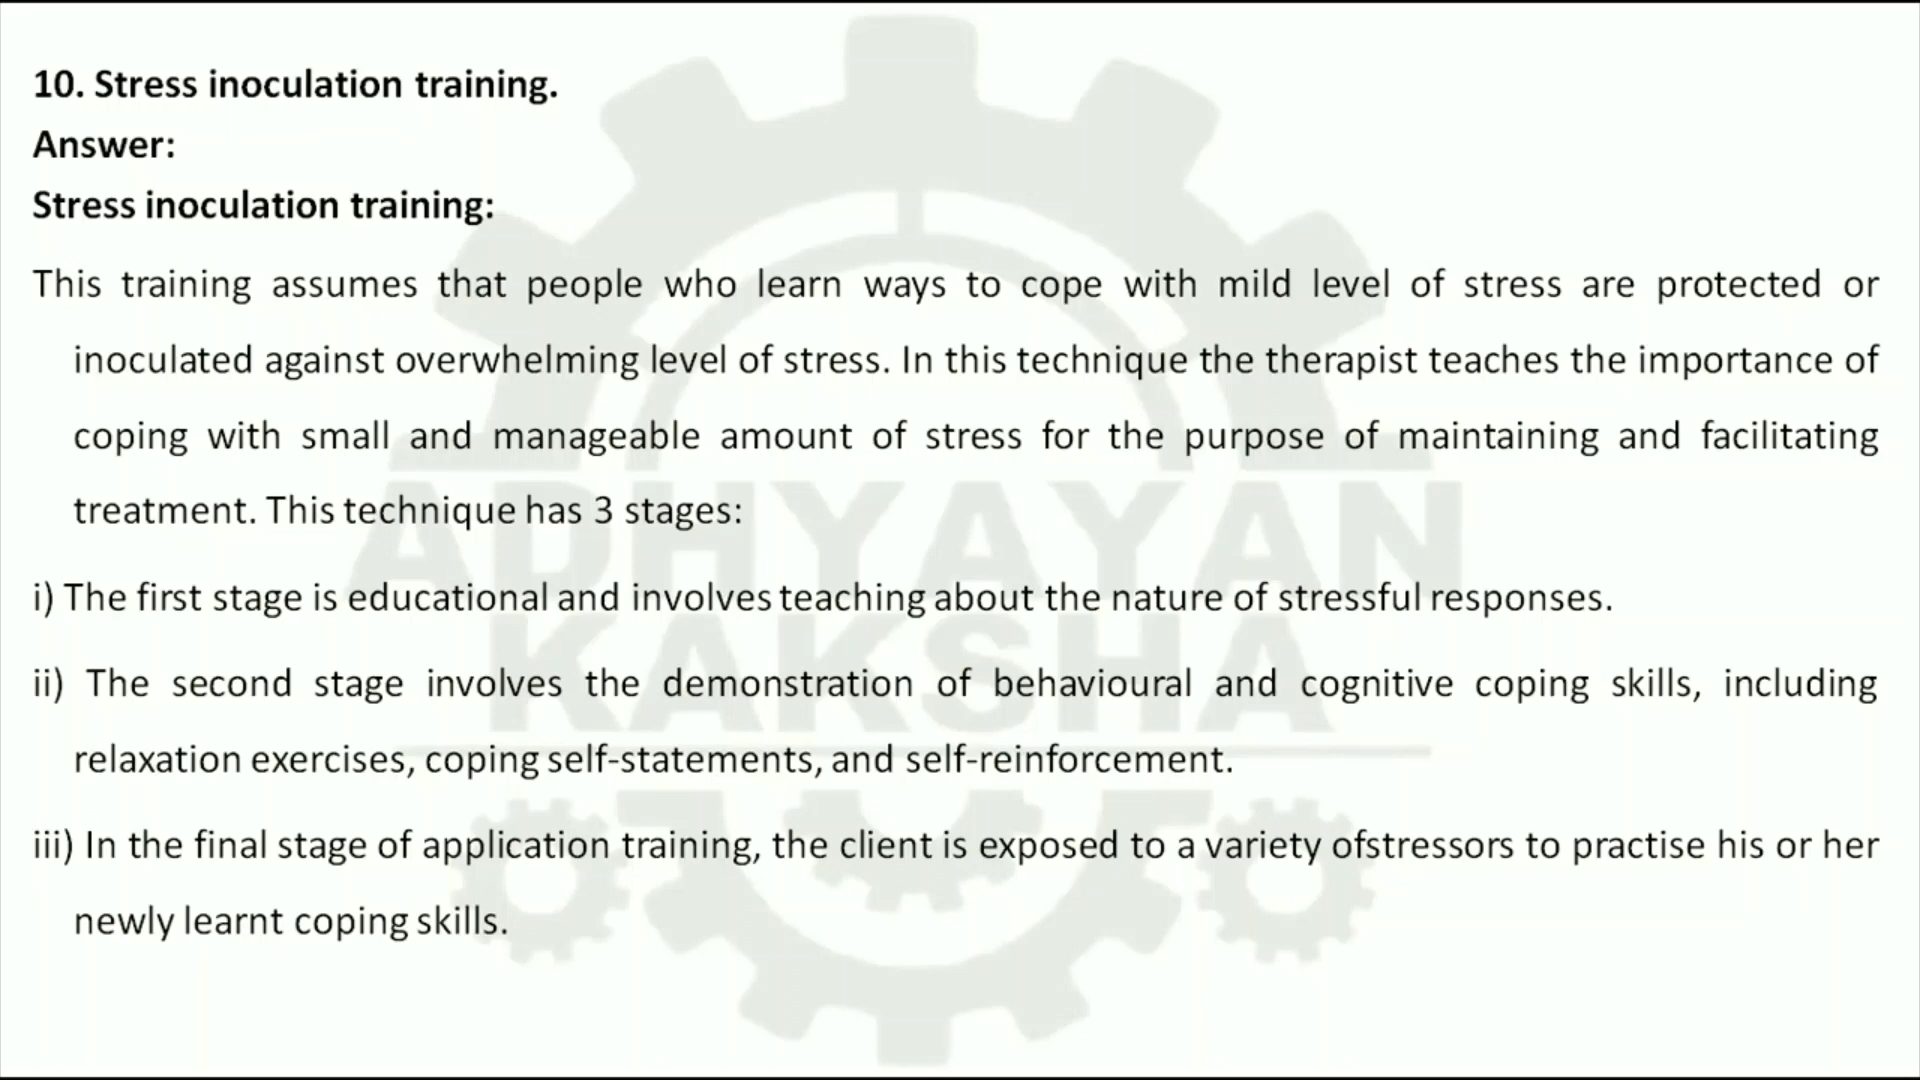 10. Stress inoculation training.
Answer:
Stress inoculation training:
This training assumes that people who learn ways to cope with mild level of stress are protected or
inoculated against overwhelming level of stress. In this technique the therapist teaches the importance of
coping with small and manageable amount of stress for the purpose of maintaining and facilitating
treatment. This technique has 3 stages:
i) The first stage is educational and involves teaching about the nature of stressful responses.
ii) The second stage involves the demonstration of behavioural and cognitive coping skills, including
relaxation exercises, coping self-statements, and self-reinforcement.
iii) In the final stage of application training, the client is exposed to a variety ofstressors to practise his or her
newly learnt coping skills.
ADHYAYAN
KAKSHA